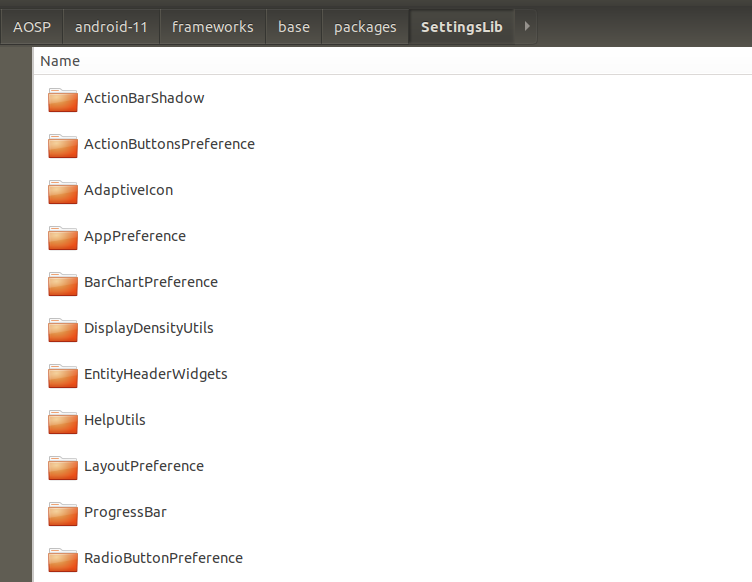 AOSP android-11 frameworks base packages SettingsLib
Name
ActionBarShadow
ActionButtonsPreference
AdaptiveIcon
AppPreference
BarChartPreference
DisplayDensityUtils
EntityHeaderWidgets
HelpUtils
LayoutPreference
ProgressBar
RadioButtonPreference